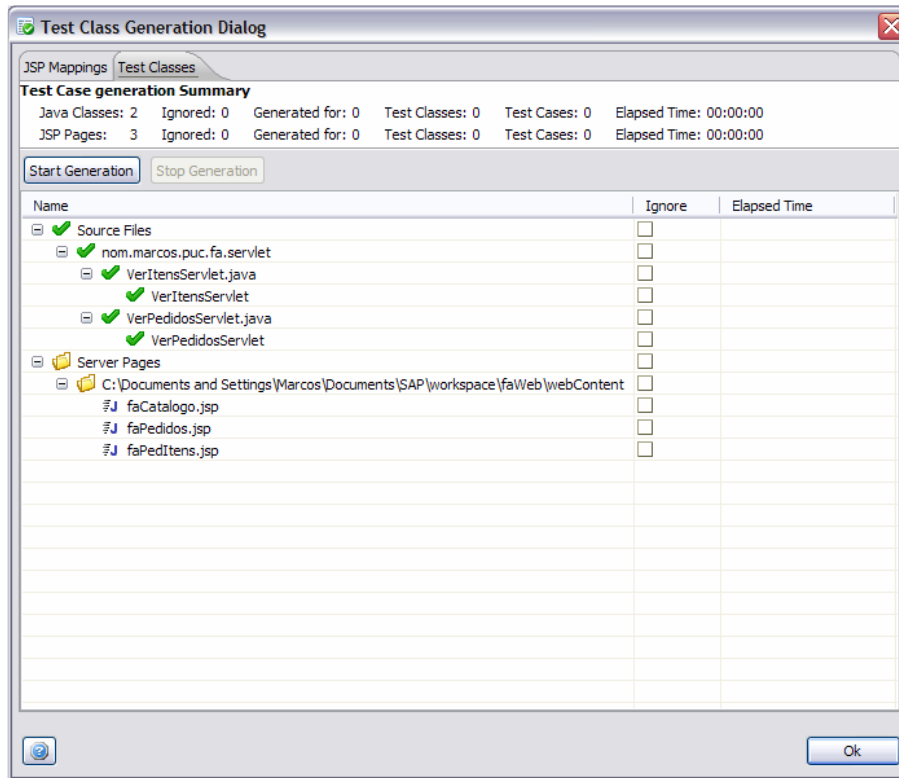 Test Class Generation Dialog
JSP Mappings Test Classes
Test Case generation Summary
Java Classes: 2 Ignored: 0 Generated for: 0 Test Classes: 0 Test Cases: 0 Elapsed Time: 00:00:00
JSP Pages: 3 Ignored: 0 Generated for: 0 Test Classes: 0 Test Cases: 0 Elapsed Time: 00:00:00
Start Generation Stop Generation
Name Ignore Elapsed Time
Source Files
nom.marcos.puc.fa.servlet
VerItensServlet.java
VerItensServlet
VerPedidosServlet.java
VerPedidosServlet
Server Pages
C:\Documents and Settings\Marcos\Documents\SAP\workspace\faWeb\webContent
faCatalogo.jsp
faPedidos.jsp
faPedItens.jsp
Ok